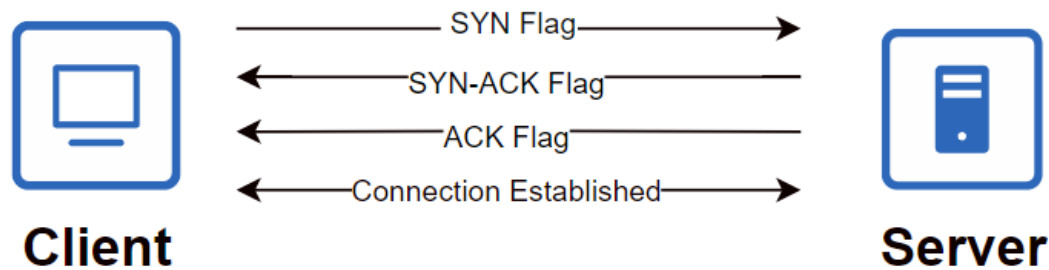 SYN Flag
SYN-ACK Flag
ACK Flag
Connection Established
Client
Server